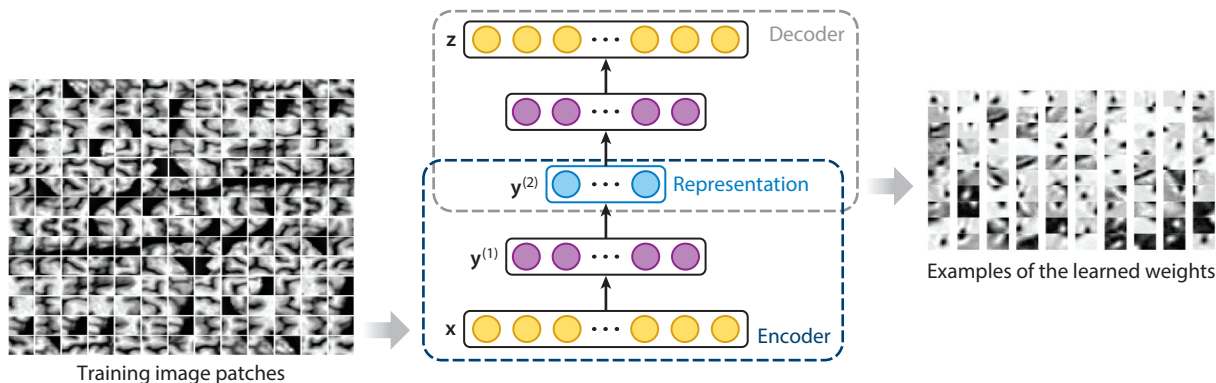 z
Decoder
y(2)
Representation
y(1)
x
Encoder
Training image patches
Examples of the learned weights